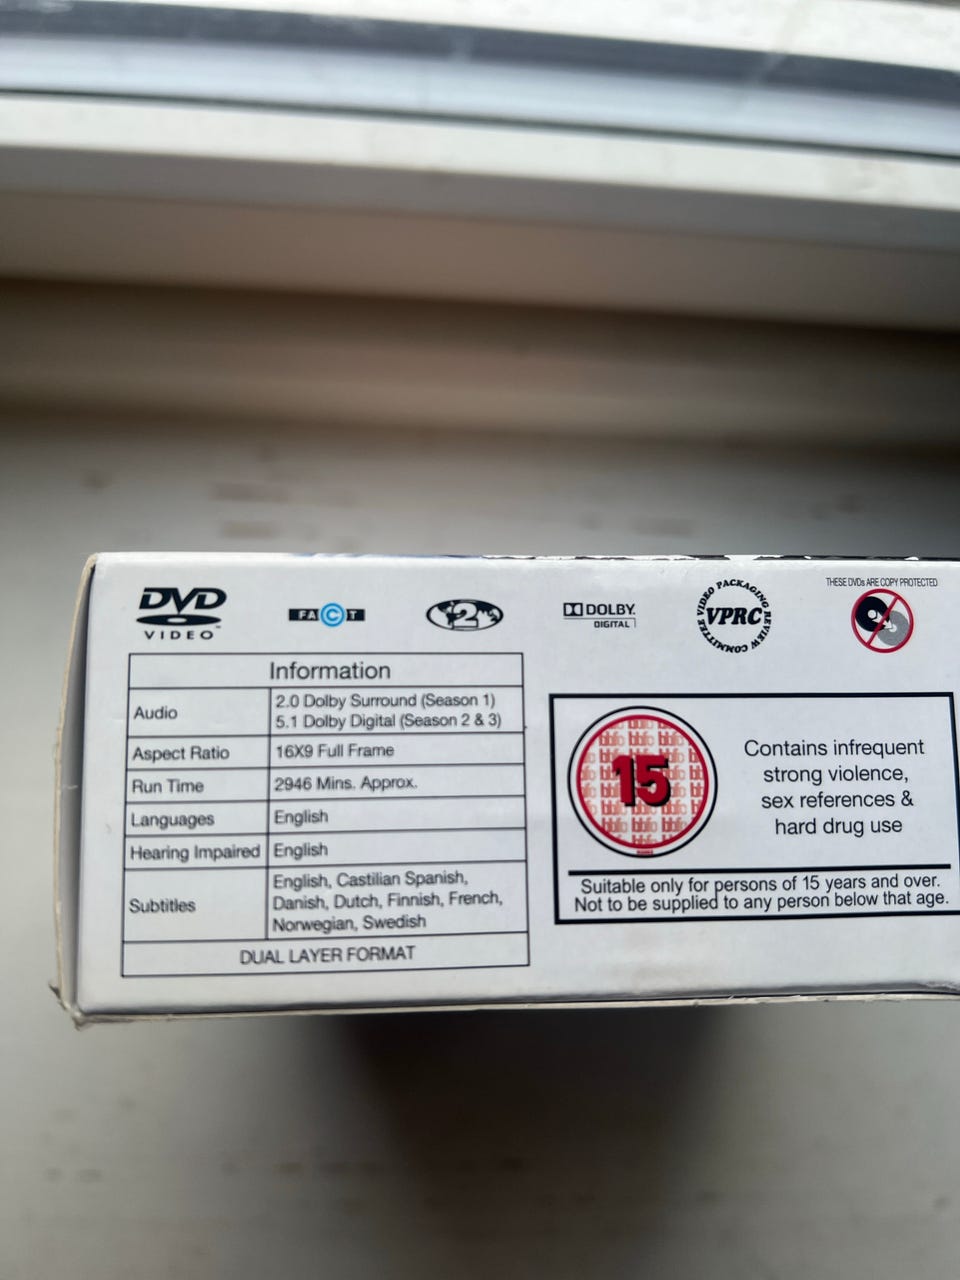 DVD
VIDEO
FACT
2
DOLBY
DIGITAL
VIDEO PACKAGING
REVIEW COMMITTEE
VPRC
THESE DVDs ARE COPY PROTECTED
Information
Audio
2.0 Dolby Surround (Season 1)
5.1 Dolby Digital (Season 2 & 3)
Aspect Ratio
16X9 Full Frame
Run Time
2946 Mins. Approx.
Languages
English
Hearing Impaired
English
Subtitles
English, Castilian Spanish,
Danish, Dutch, Finnish, French,
Norwegian, Swedish
DUAL LAYER FORMAT
15
Contains infrequent
strong violence,
sex references &
hard drug use
Suitable only for persons of 15 years and over.
Not to be supplied to any person below that age.